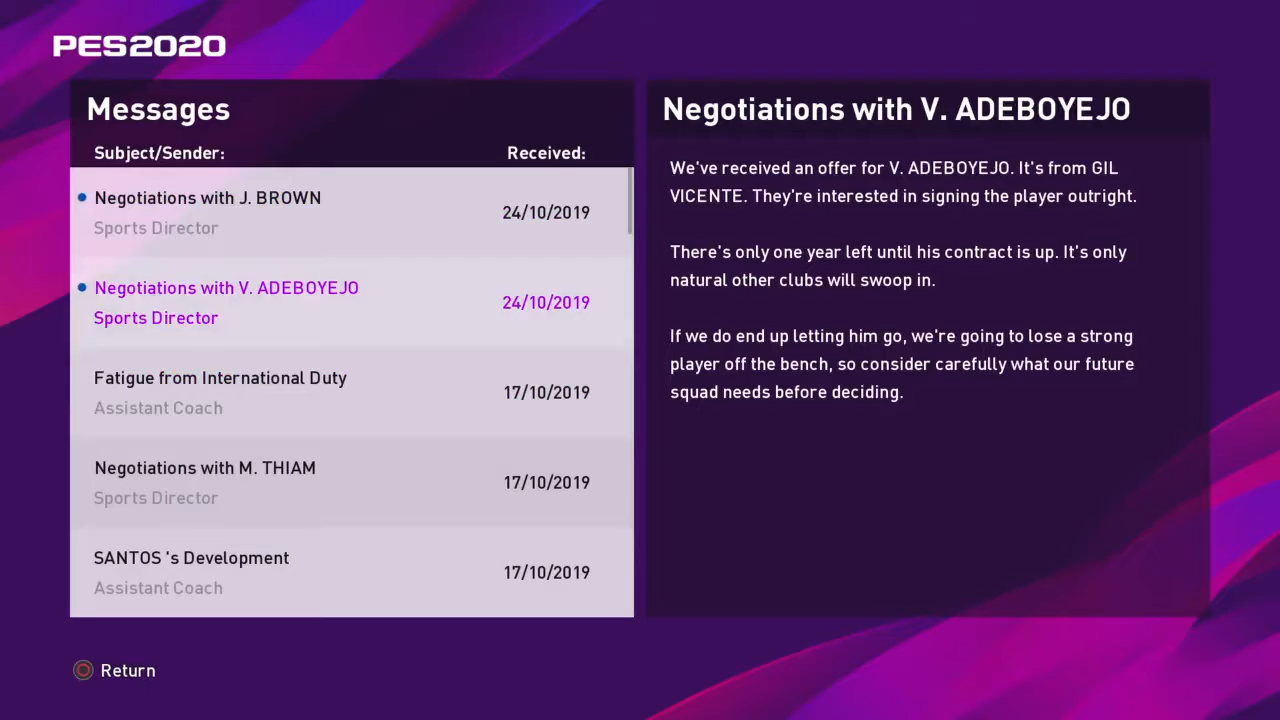 PES2020
Messages
Subject/Sender:
Received:
Negotiations with J. BROWN
Sports Director
24/10/2019
Negotiations with V. ADEBOYEJO
Sports Director
24/10/2019
Fatigue from International Duty
Assistant Coach
17/10/2019
Negotiations with M. THIAM
Sports Director
17/10/2019
SANTOS 's Development
Assistant Coach
17/10/2019
Negotiations with V. ADEBOYEJO
We've received an offer for V. ADEBOYEJO. It's from GIL
VICENTE. They're interested in signing the player outright.
There's only one year left until his contract is up. It's only
natural other clubs will swoop in.
If we do end up letting him go, we're going to lose a strong
player off the bench, so consider carefully what our future
squad needs before deciding.
Return